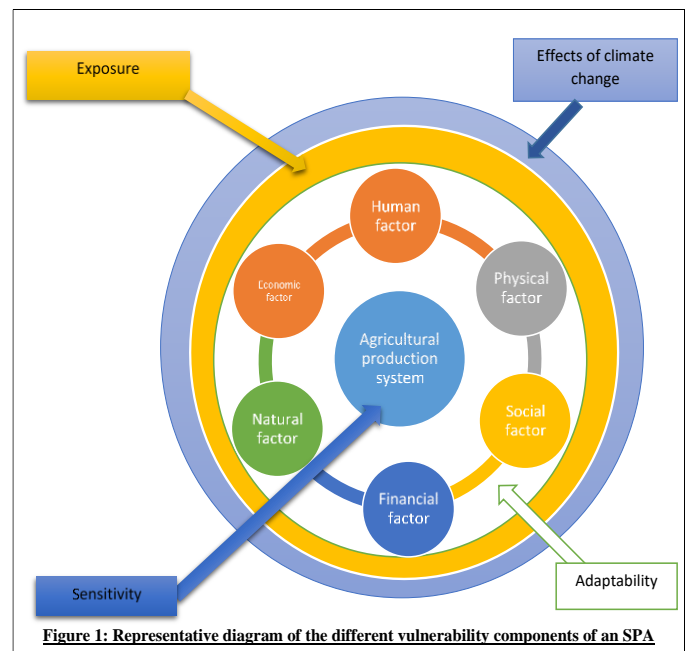 Exposure
Effects of climate
change
Human
factor
Economic
factor
Physical
factor
Agricultural
production
system
Natural
factor
Social
factor
Financial
factor
Sensitivity
Adaptability
Figure 1: Representative diagram of the different vulnerability components of an SPA